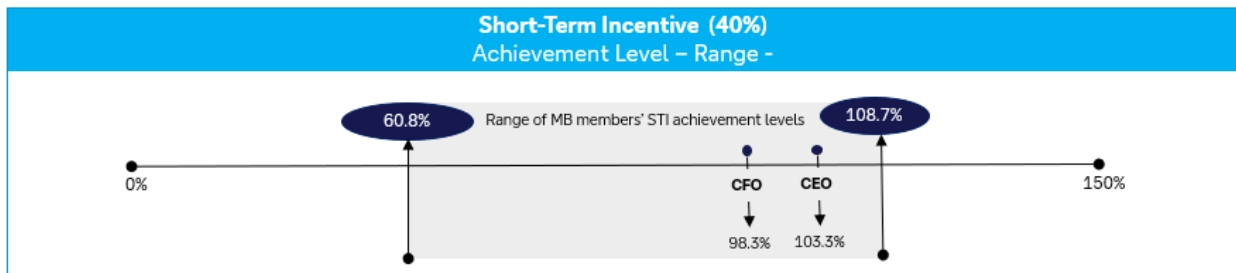 Short-Term Incentive (40%)
Achievement Level – Range -
60.8%
Range of MB members' STI achievement levels
108.7%
0%
CFO
CEO
150%
98.3%
103.3%